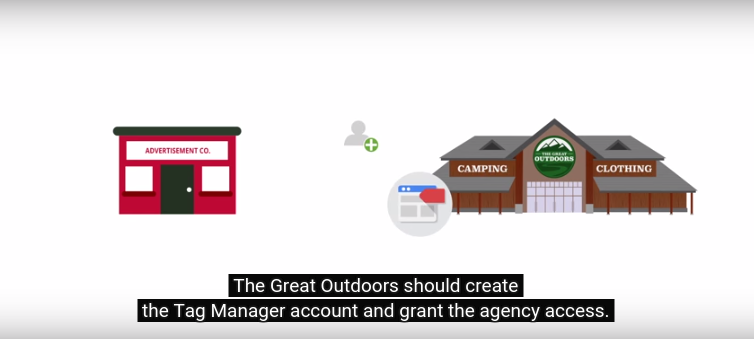 ADVERTISEMENT CO.
THE GREAT
OUTDOORS
CAMPING
CLOTHING
The Great Outdoors should create
the Tag Manager account and grant the agency access.